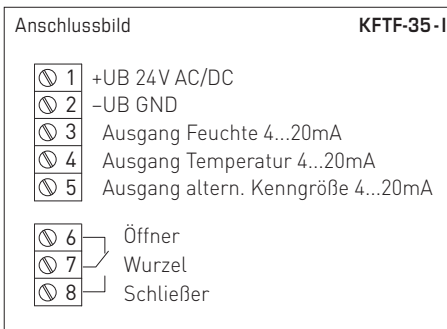 Anschlussbild KFTF-35-I
1 +UB 24V AC/DC
2 –UB GND
3 Ausgang Feuchte 4...20mA
4 Ausgang Temperatur 4...20mA
5 Ausgang altern. Kenngröße 4...20mA
6 Öffner
7 Wurzel
8 Schließer